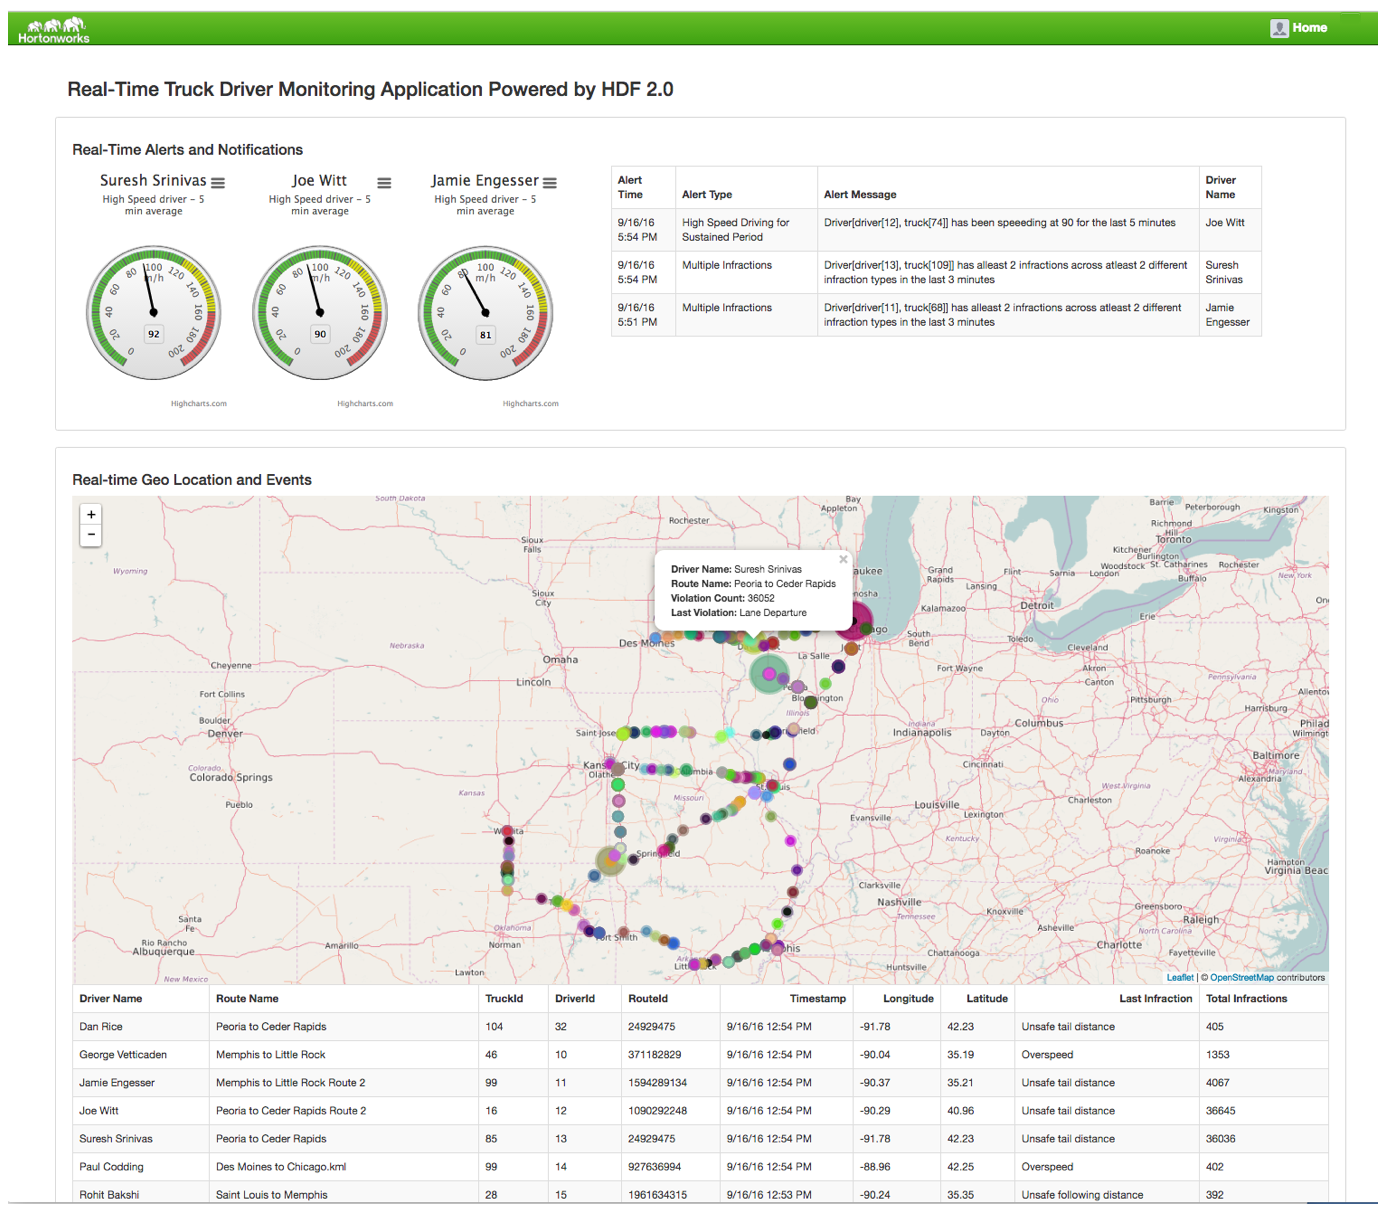 Hortonworks
Home
Real-Time Truck Driver Monitoring Application Powered by HDF 2.0
Real-Time Alerts and Notifications
Suresh Srinivas
High Speed driver - 5
min average
0 20 40 60 80 100 120 140 160 180 200
m/h
92
Highcharts.com
Joe Witt
High Speed driver - 5
min average
0 20 40 60 80 100 120 140 160 180 200
m/h
90
Highcharts.com
Jamie Engesser
High Speed driver - 5
min average
0 20 40 60 80 100 120 140 160 180 200
m/h
81
Highcharts.com
Alert Time Alert Type Alert Message Driver Name
9/16/16 5:54 PM High Speed Driving for Sustained Period Driver[driver[12], truck[74]] has been speeeding at 90 for the last 5 minutes Joe Witt
9/16/16 5:54 PM Multiple Infractions Driver[driver[13], truck[109]] has alleast 2 infractions across atleast 2 different infraction types in the last 3 minutes Suresh Srinivas
9/16/16 5:51 PM Multiple Infractions Driver[driver[11], truck[68]] has alleast 2 infractions across atleast 2 different infraction types in the last 3 minutes Jamie Engesser
Real-time Geo Location and Events
+
−
South Dakota
Bay
Appleton
Barrie
Peterborough
Kingston
Rochester
Richmond
Hill
Toronto
Sioux
Falls
Kitchener
Burlington
Woodstock
St. Catharines
Rochester
Wyoming
Grand
Rapids
Lansing
Flint
Sarnia
London
Buffalo
New York
Driver Name: Suresh Srinivas
Route Name: Peoria to Ceder Rapids
Violation Count: 36052
Last Violation: Lane Departure
Sioux
City
Kalamazoo
Detroit
Erie
Des Moines
South
Bend
Toledo
Cleveland
Nebraska
La Salle
Omaha
Fort Wayne
Akron
Canton
Pennsylvania
Cheyenne
Lincoln
Pittsburgh
Harrisburg
Fort Collins
Ohio
Boulder
Denver
Illinois
Indiana
Indianapolis
Columbus
Dayton
Baltimore
Colorado
Colorado Springs
Olathe
Cincinnati
Maryland
Alexandria
West Virginia
Kansas
Missouri
Pueblo
Louisville
Lexington
Charleston
Evansville
Kentucky
Virginia
Roanoke
Springfield
Hampton
Virginia Beac
Clarksville
Nashville
Knoxville
Greensboro
Raleigh
Tennessee
Asheville
North Carolina
Santa
Fe
Rio Rancho
Albuquerque
Amarillo
Oklahoma
Norman
Fort Smith
Charlotte
Fayetteville
Chattanooga
Huntsville
Lawton
New Mexico
Leaflet | © OpenStreetMap contributors
Driver Name Route Name TruckId DriverId RouteId Timestamp Longitude Latitude Last Infraction Total Infractions
Dan Rice Peoria to Ceder Rapids 104 32 24929475 9/16/16 12:54 PM -91.78 42.23 Unsafe tail distance 405
George Vetticaden Memphis to Little Rock 46 10 371182829 9/16/16 12:54 PM -90.04 35.19 Overspeed 1353
Jamie Engesser Memphis to Little Rock Route 2 99 11 1594289134 9/16/16 12:54 PM -90.37 35.21 Unsafe tail distance 4067
Joe Witt Peoria to Ceder Rapids Route 2 16 12 1090292248 9/16/16 12:54 PM -90.29 40.96 Unsafe tail distance 36645
Suresh Srinivas Peoria to Ceder Rapids 85 13 24929475 9/16/16 12:54 PM -91.78 42.23 Unsafe tail distance 36036
Paul Codding Des Moines to Chicago.kml 99 14 927636994 9/16/16 12:54 PM -88.96 42.25 Overspeed 402
Rohit Bakshi Saint Louis to Memphis 28 15 1961634315 9/16/16 12:53 PM -90.24 35.35 Unsafe following distance 392